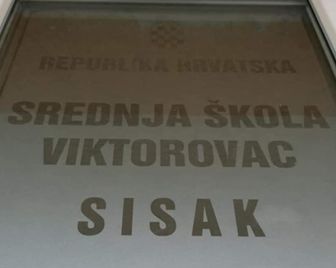 REPUBLIKA HRVATSKA
SREDNJA ŠKOLA
VIKTOROVAC
SISAK